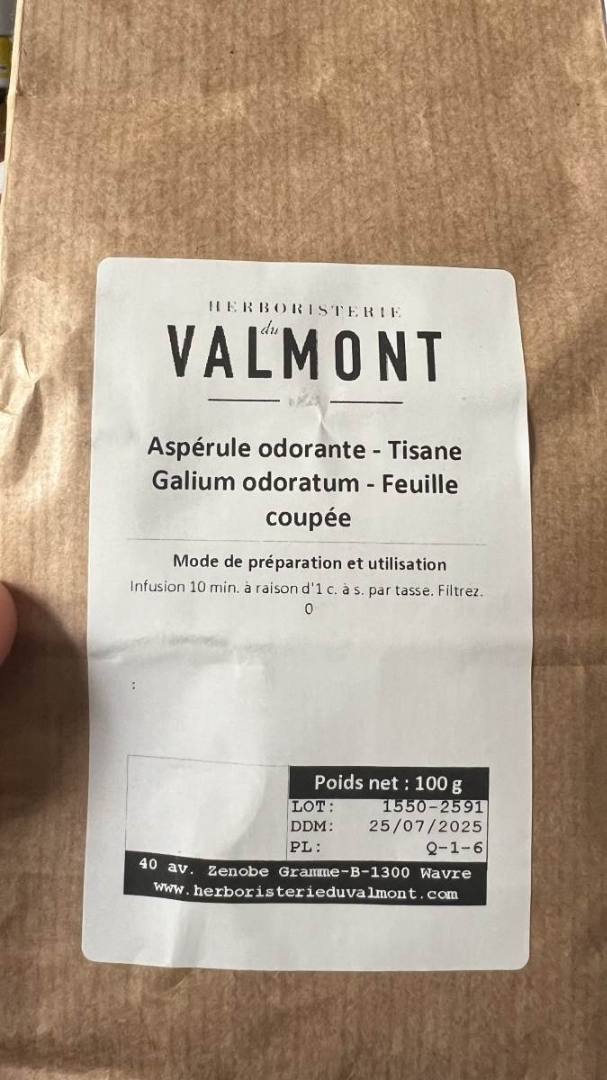 HERBORISTERIE
du
VALMONT
Aspérule odorante - Tisane
Galium odoratum - Feuille
coupée
Mode de préparation et utilisation
Infusion 10 min. à raison d'1 c. à s. par tasse. Filtrez.
0
:
Poids net : 100 g
LOT: 1550-2591
DDM: 25/07/2025
PL: Q-1-6
40 av. Zenobe Gramme-B-1300 Wavre
www.herboristerieduvalmont.com